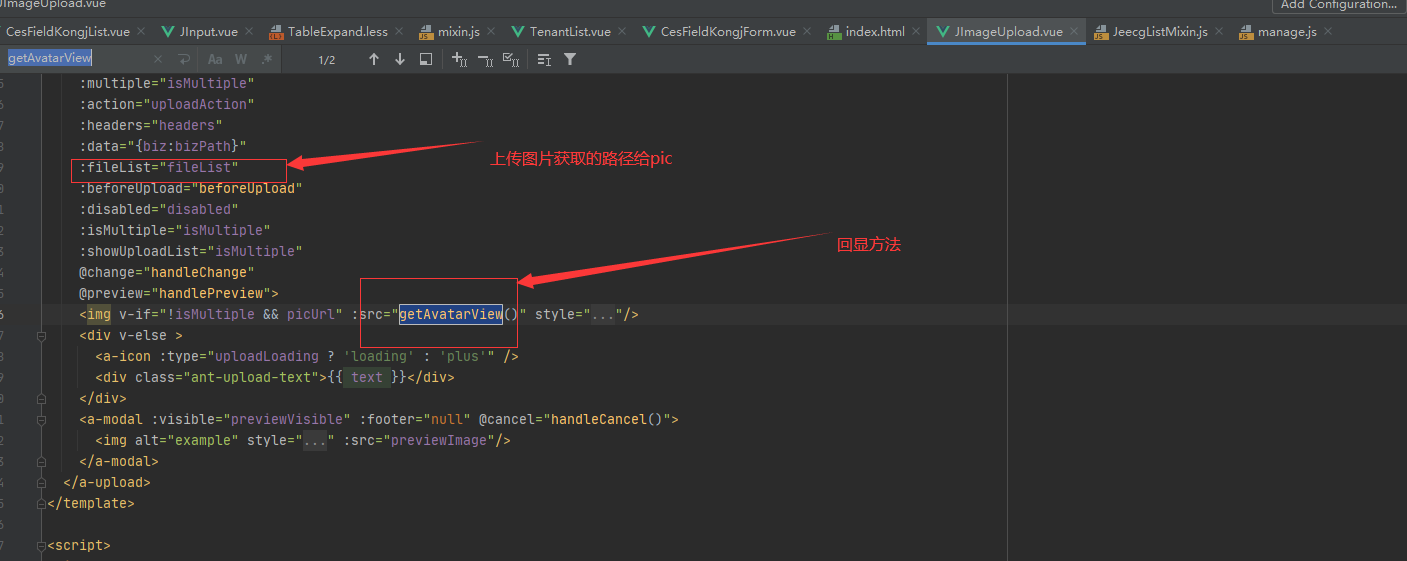 JImageUpload.vue
Add Configuration...
CesFieldKongjList.vue JInput.vue TableExpand.less mixin.js TenantList.vue CesFieldKongjForm.vue index.html JImageUpload.vue JeecgListMixin.js manage.js
getAvatarView Aa W .* 1/2
:multiple="isMultiple"
:action="uploadAction"
:headers="headers"
:data="{biz:bizPath}"
上传图片获取的路径给pic
:fileList="fileList"
:beforeUpload="beforeUpload"
:disabled="disabled"
:isMultiple="isMultiple"
回显方法
:showUploadList="isMultiple"
@change="handleChange"
@preview="handlePreview">
<img v-if="!isMultiple && picUrl" :src="getAvatarView()" style="..."/>
<div v-else >
<a-icon :type="uploadLoading ? 'loading' : 'plus'" />
<div class="ant-upload-text">{{ text }}</div>
</div>
<a-modal :visible="previewVisible" :footer="null" @cancel="handleCancel()">
<img alt="example" style="..." :src="previewImage"/>
</a-modal>
</a-upload>
</template>
<script>